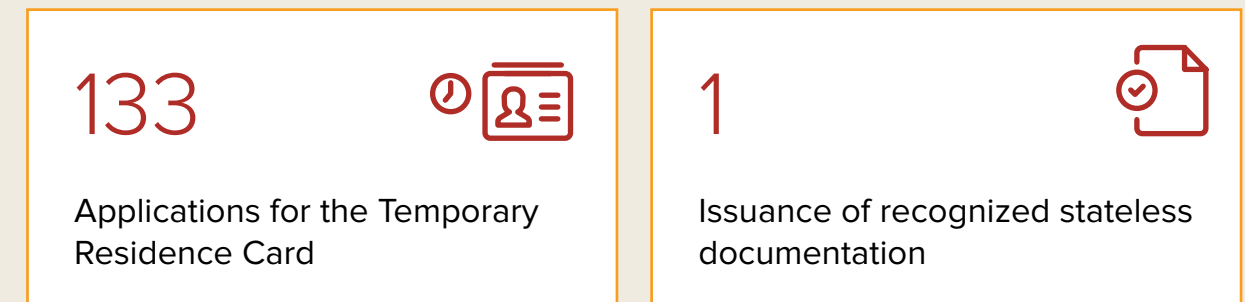 133
Applications for the Temporary
Residence Card
1
Issuance of recognized stateless
documentation